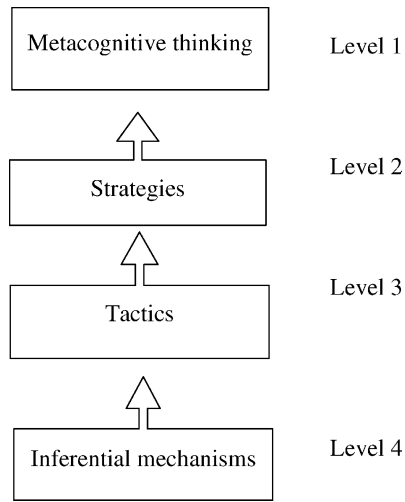 Metacognitive thinking
Level 1
Strategies
Level 2
Tactics
Level 3
Inferential mechanisms
Level 4